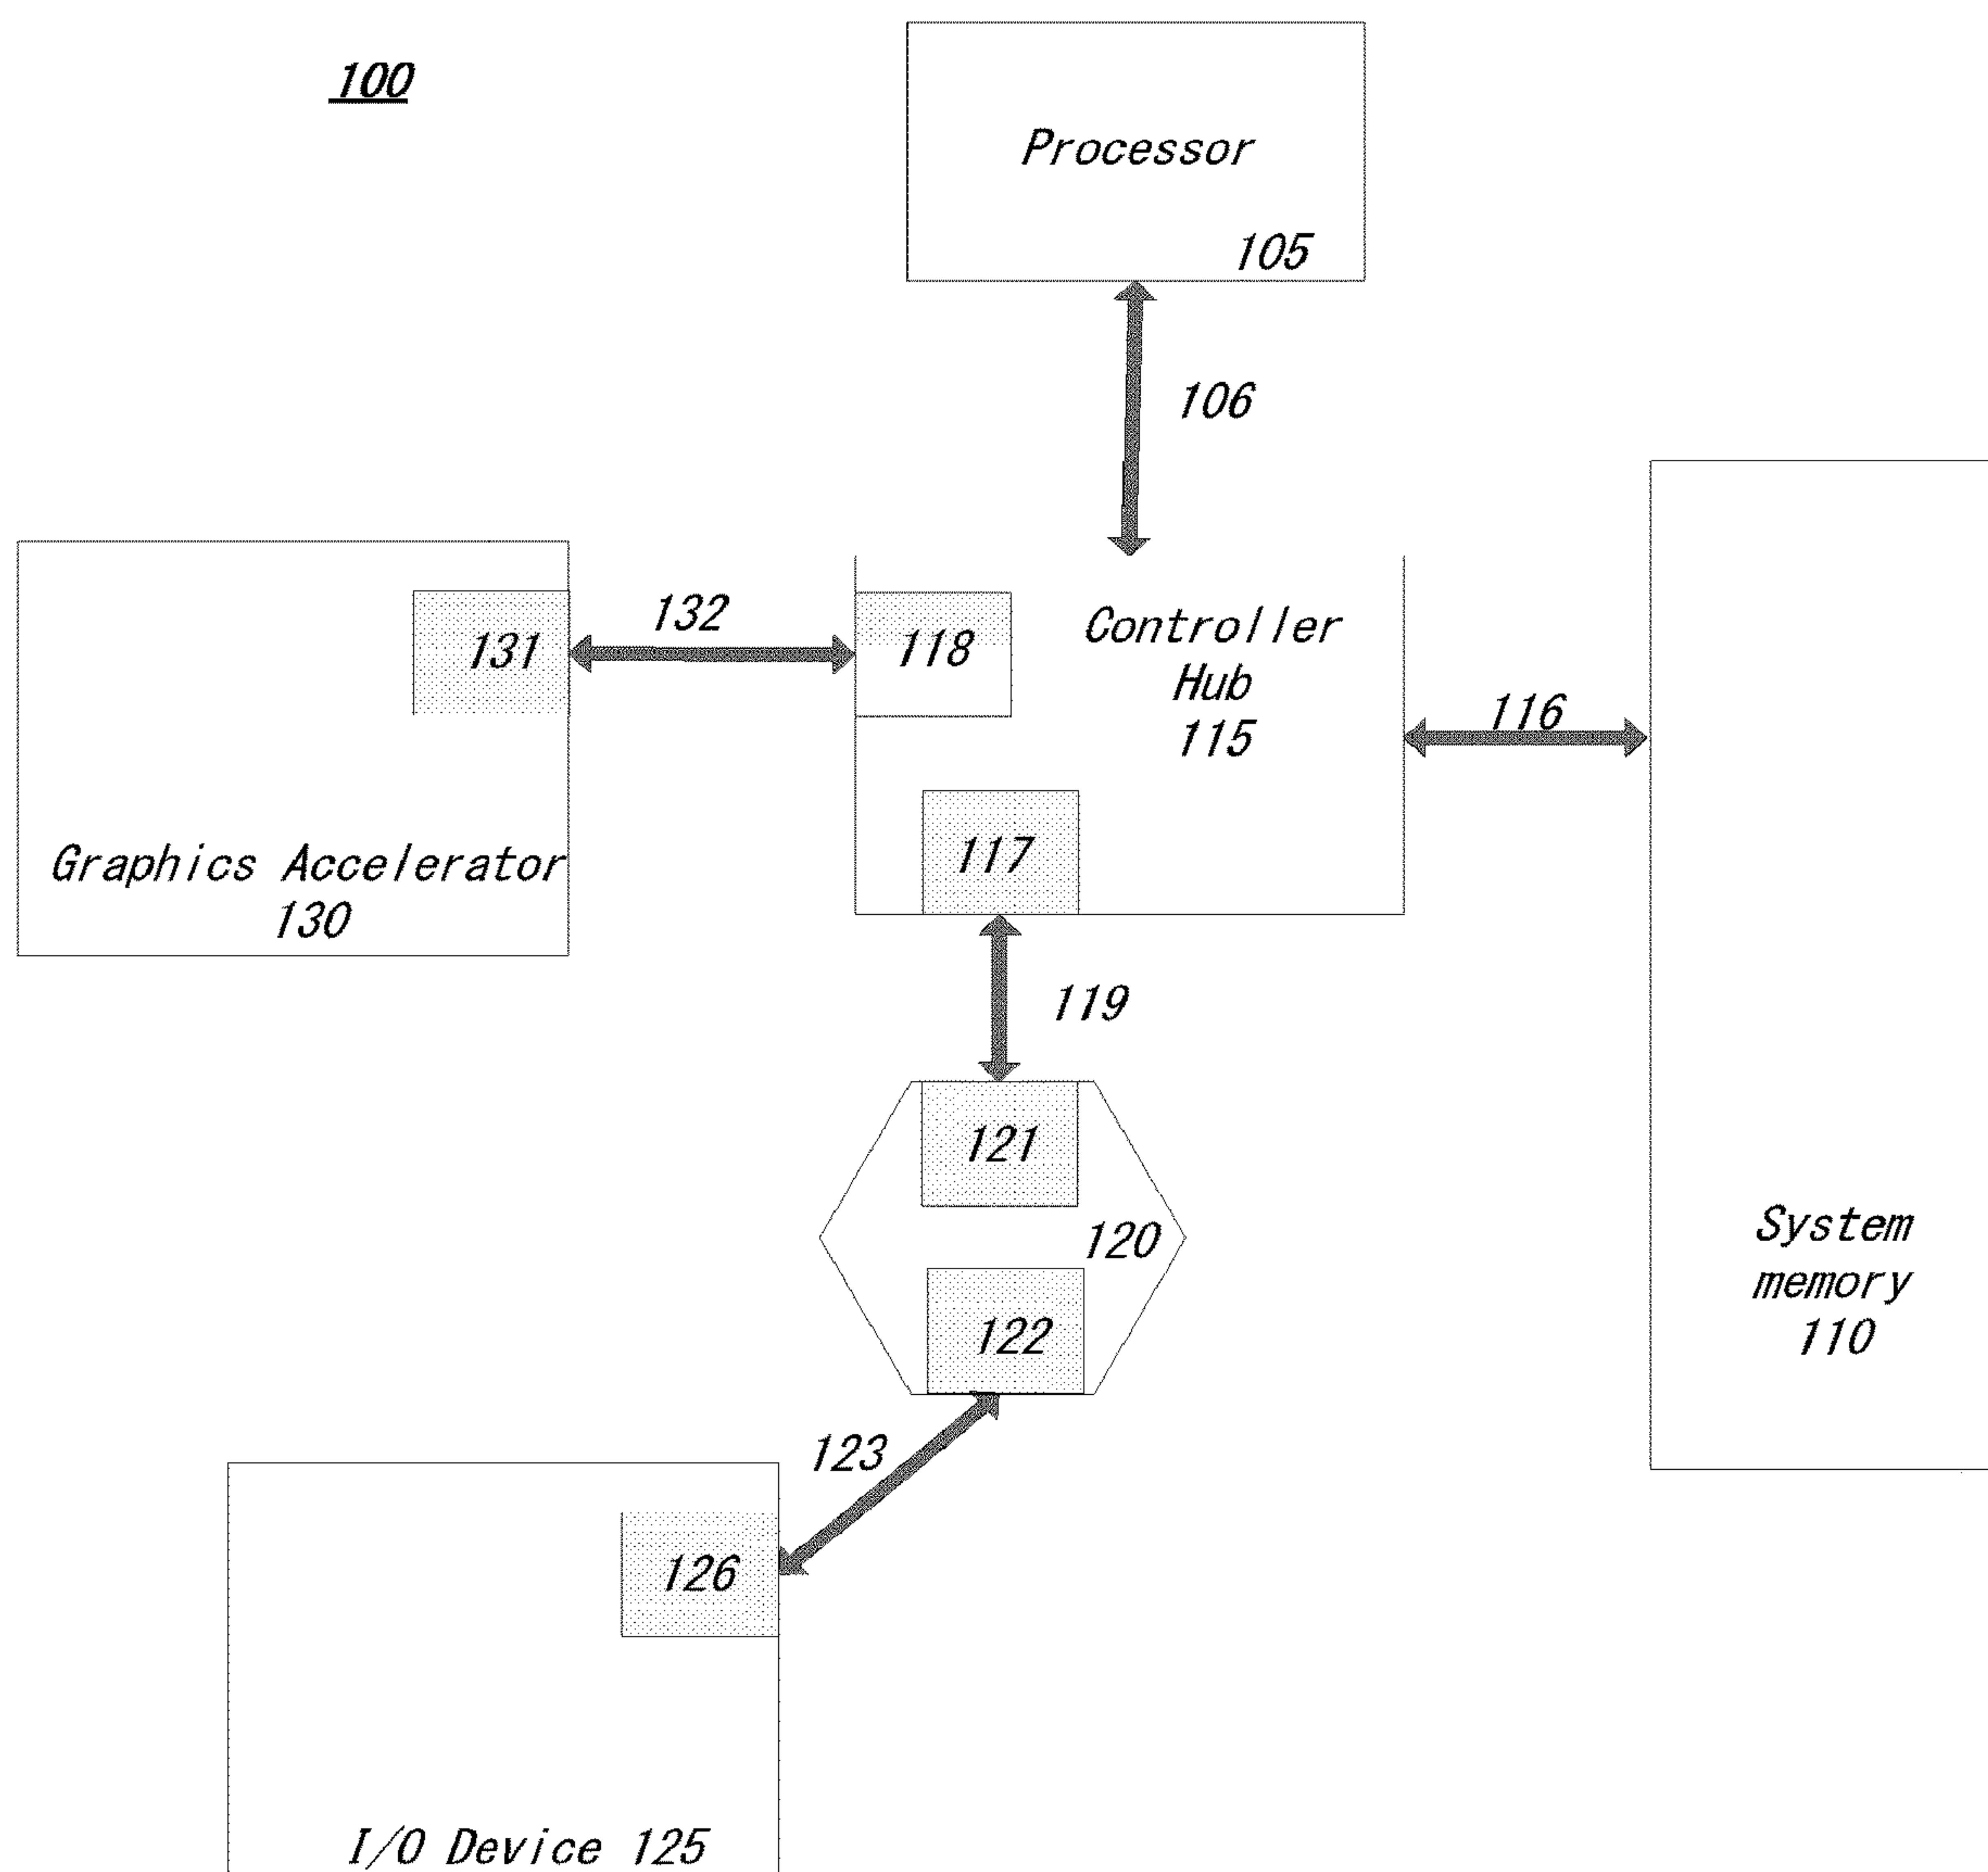 100
Processor
105
106
132
131
118
Controller
Hub
115
116
117
Graphics Accelerator
130
119
121
120
122
System
memory
110
123
126
I/O Device 125